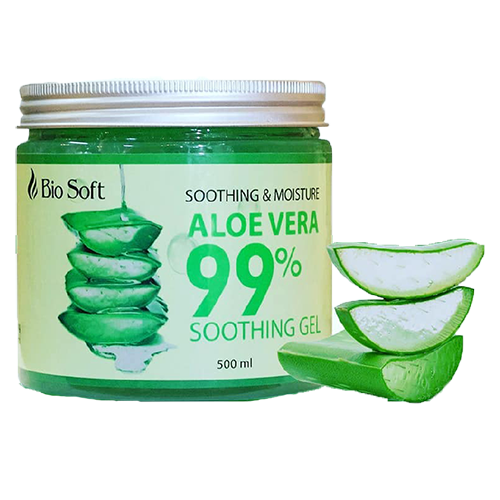 Bio Soft
SOOTHING & MOISTURE
ALOE VERA
99%
SOOTHING GEL
500 ml